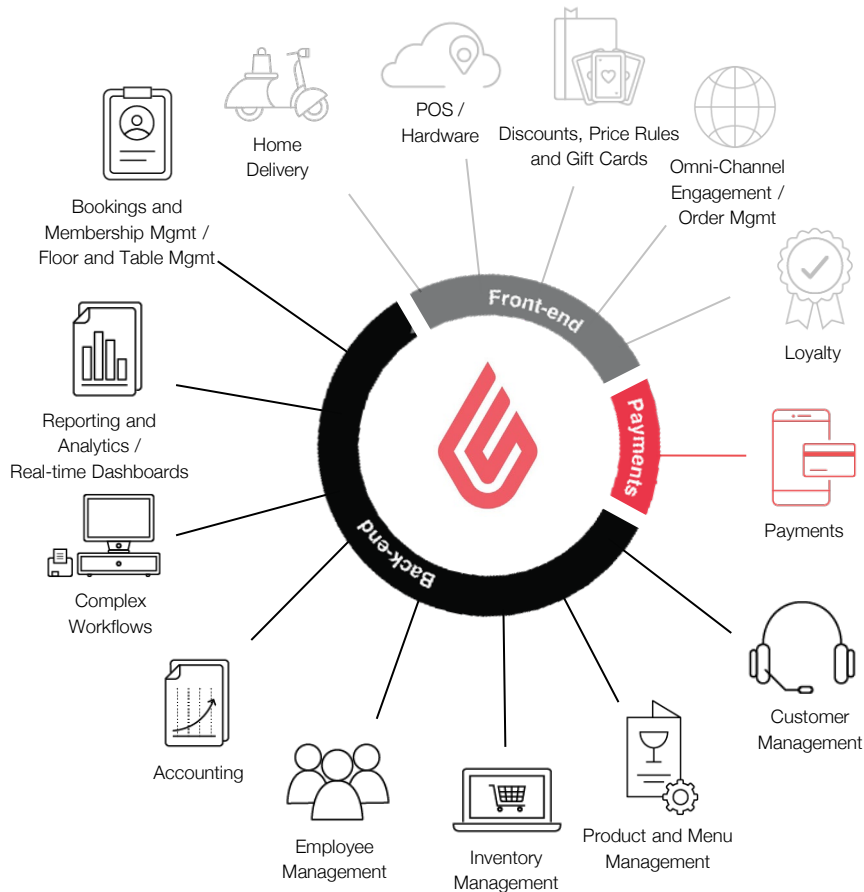 Home
Delivery
POS /
Hardware
Discounts, Price Rules
and Gift Cards
Omni-Channel
Engagement /
Order Mgmt
Loyalty
Bookings and
Membership Mgmt /
Floor and Table Mgmt
Front-end
Payments
Back-end
Reporting and
Analytics /
Real-time Dashboards
Payments
Complex
Workflows
Customer
Management
Accounting
Employee
Management
Inventory
Management
Product and Menu
Management